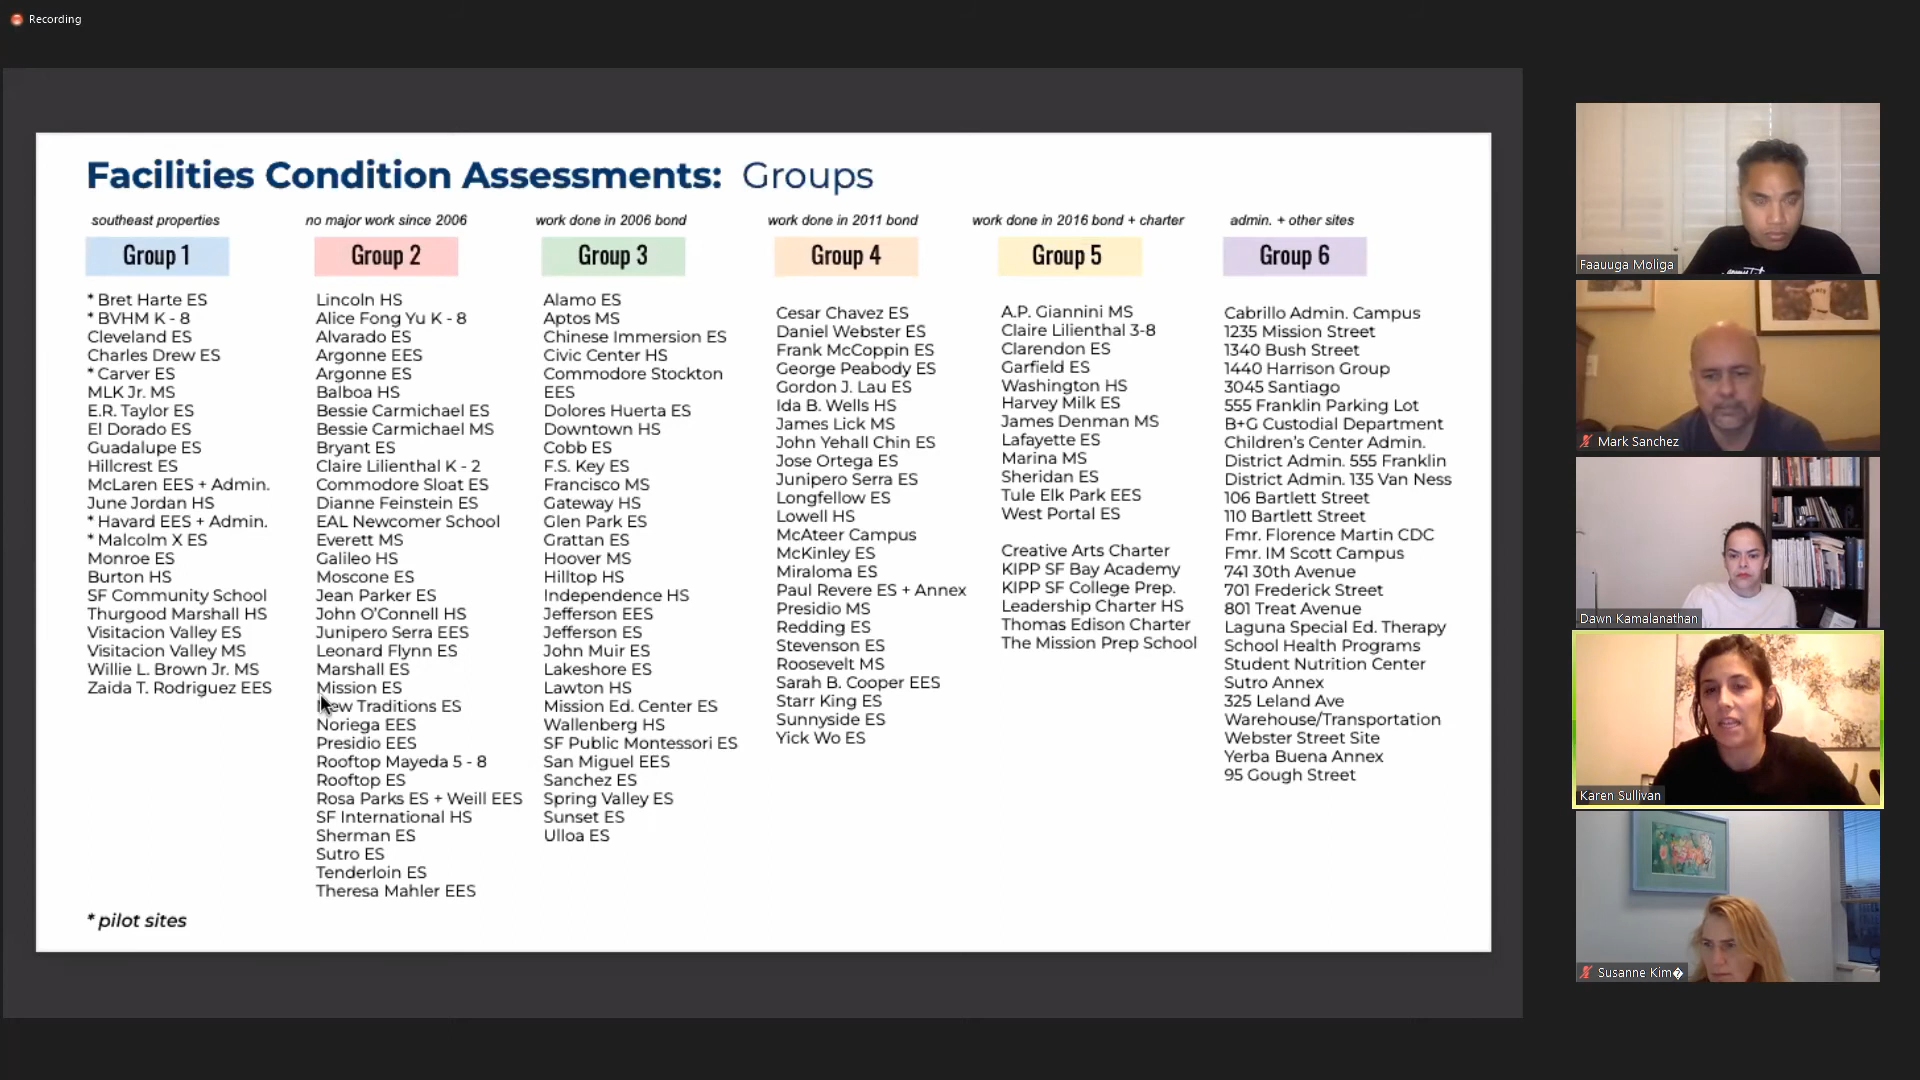 Recording
Facilities Condition Assessments: Groups
southeast properties
Group 1
* Bret Harte ES
* BVHM K - 8
Cleveland ES
Charles Drew ES
* Carver ES
MLK Jr. MS
E.R. Taylor ES
El Dorado ES
Guadalupe ES
Hillcrest ES
McLaren EES + Admin.
June Jordan HS
* Havard EES + Admin.
* Malcolm X ES
Monroe ES
Burton HS
SF Community School
Thurgood Marshall HS
Visitacion Valley ES
Visitacion Valley MS
Willie L. Brown Jr. MS
Zaida T. Rodriguez EES
* pilot sites
no major work since 2006
Group 2
Lincoln HS
Alice Fong Yu K - 8
Alvarado ES
Argonne EES
Argonne ES
Balboa HS
Bessie Carmichael ES
Bessie Carmichael MS
Bryant ES
Claire Lilienthal K - 2
Commodore Sloat ES
Dianne Feinstein ES
EAL Newcomer School
Everett MS
Galileo HS
Moscone ES
Jean Parker ES
John O'Connell HS
Junipero Serra EES
Leonard Flynn ES
Marshall ES
Mission ES
New Traditions ES
Noriega EES
Presidio EES
Rooftop Mayeda 5 - 8
Rooftop ES
Rosa Parks ES + Weill EES
SF International HS
Sherman ES
Sutro ES
Tenderloin ES
Theresa Mahler EES
work done in 2006 bond
Group 3
Alamo ES
Aptos MS
Chinese Immersion ES
Civic Center HS
Commodore Stockton
EES
Dolores Huerta ES
Downtown HS
Cobb ES
F.S. Key ES
Francisco MS
Gateway HS
Glen Park ES
Grattan ES
Hoover MS
Hilltop HS
Independence HS
Jefferson EES
Jefferson ES
John Muir ES
Lakeshore ES
Lawton HS
Mission Ed. Center ES
Wallenberg HS
SF Public Montessori ES
San Miguel EES
Sanchez ES
Spring Valley ES
Sunset ES
Ulloa ES
work done in 2011 bond
Group 4
Cesar Chavez ES
Daniel Webster ES
Frank McCoppin ES
George Peabody ES
Gordon J. Lau ES
Ida B. Wells HS
James Lick MS
John Yehall Chin ES
Jose Ortega ES
Junipero Serra ES
Longfellow ES
Lowell HS
McAteer Campus
McKinley ES
Miraloma ES
Paul Revere ES + Annex
Presidio MS
Redding ES
Stevenson ES
Roosevelt MS
Sarah B. Cooper EES
Starr King ES
Sunnyside ES
Yick Wo ES
work done in 2016 bond + charter
Group 5
A.P. Giannini MS
Claire Lilienthal 3-8
Clarendon ES
Garfield ES
Washington HS
Harvey Milk ES
James Denman MS
Lafayette ES
Marina MS
Sheridan ES
Tule Elk Park EES
West Portal ES
Creative Arts Charter
KIPP SF Bay Academy
KIPP SF College Prep.
Leadership Charter HS
Thomas Edison Charter
The Mission Prep School
admin. + other sites
Group 6
Cabrillo Admin. Campus
1235 Mission Street
1340 Bush Street
1440 Harrison Group
3045 Santiago
555 Franklin Parking Lot
B+G Custodial Department
Children's Center Admin.
District Admin. 555 Franklin
District Admin. 135 Van Ness
106 Bartlett Street
110 Bartlett Street
Fmr. Florence Martin CDC
Fmr. IM Scott Campus
741 30th Avenue
701 Frederick Street
801 Treat Avenue
Laguna Special Ed. Therapy
School Health Programs
Student Nutrition Center
Sutro Annex
325 Leland Ave
Warehouse/Transportation
Webster Street Site
Yerba Buena Annex
95 Gough Street
Faauuga Moliga
Mark Sanchez
Dawn Kamalanathan
Karen Sullivan
Susanne Kim�